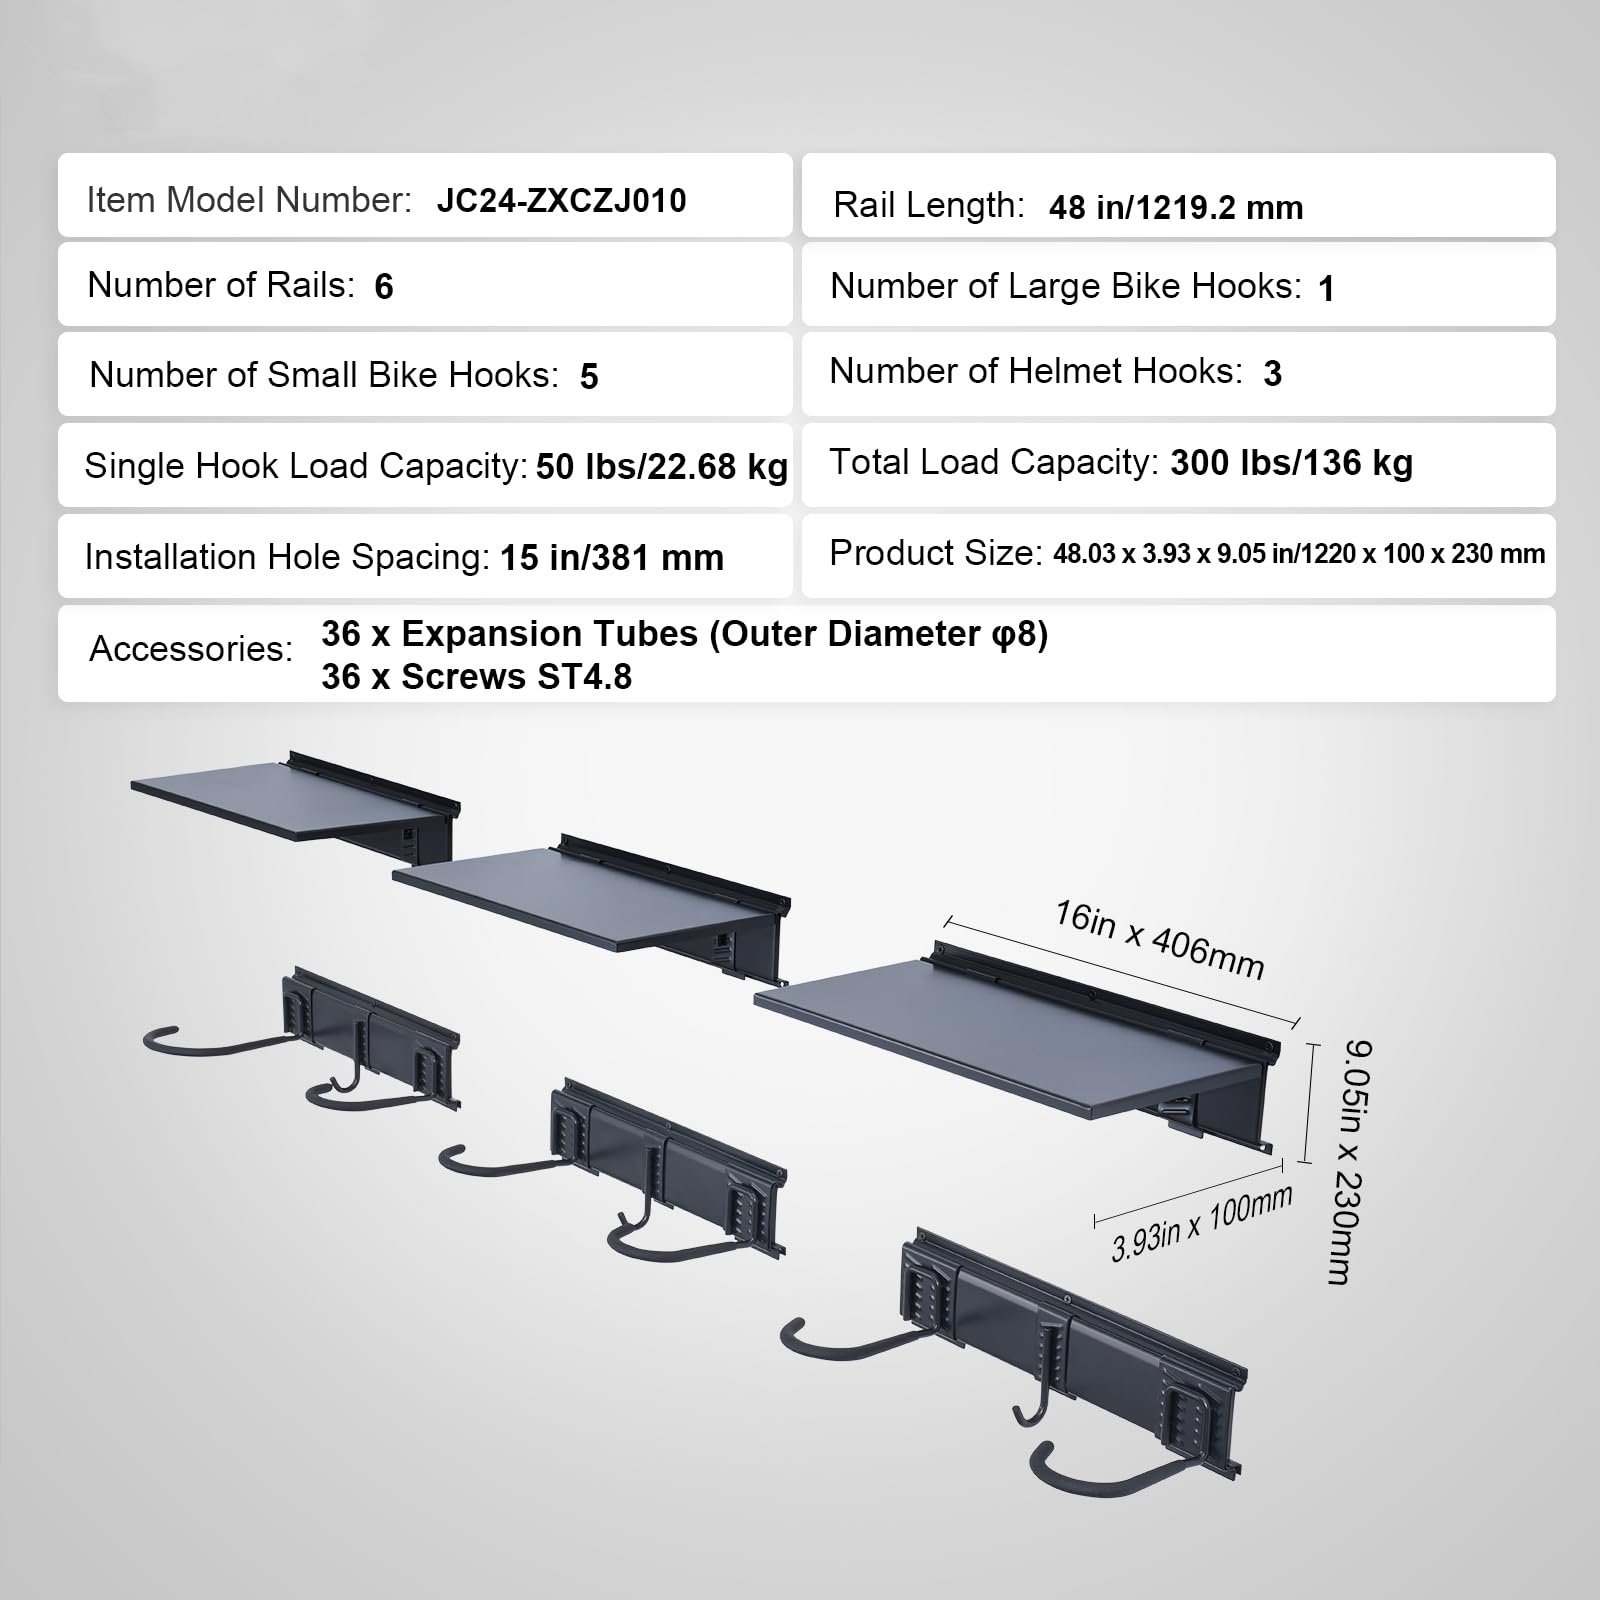 Item Model Number: JC24-ZXCZJ010
Rail Length: 48 in/1219.2 mm
Number of Rails: 6
Number of Large Bike Hooks: 1
Number of Small Bike Hooks: 5
Number of Helmet Hooks: 3
Single Hook Load Capacity: 50 lbs/22.68 kg
Total Load Capacity: 300 lbs/136 kg
Installation Hole Spacing: 15 in/381 mm
Product Size: 48.03 x 3.93 x 9.05 in/1220 x 100 x 230 mm
Accessories: 36 x Expansion Tubes (Outer Diameter φ8)
36 x Screws ST4.8
16in x 406mm
9.05in x 230mm
3.93in x 100mm